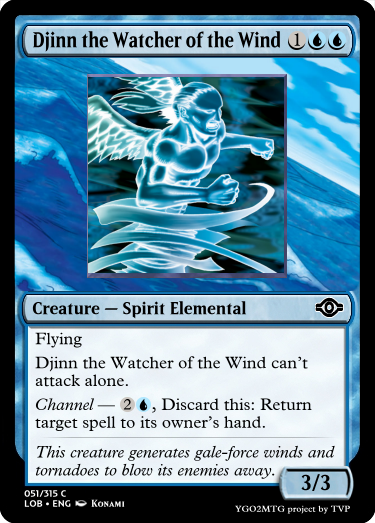 Djinn the Watcher of the Wind 1
Creature — Spirit Elemental
Flying
Djinn the Watcher of the Wind can't
attack alone.
Channel — 2, Discard this: Return
target spell to its owner's hand.
This creature generates gale-force winds and
tornadoes to blow its enemies away.
3/3
051/315 C
LOB • ENG Konami
YGO2MTG project by TVP